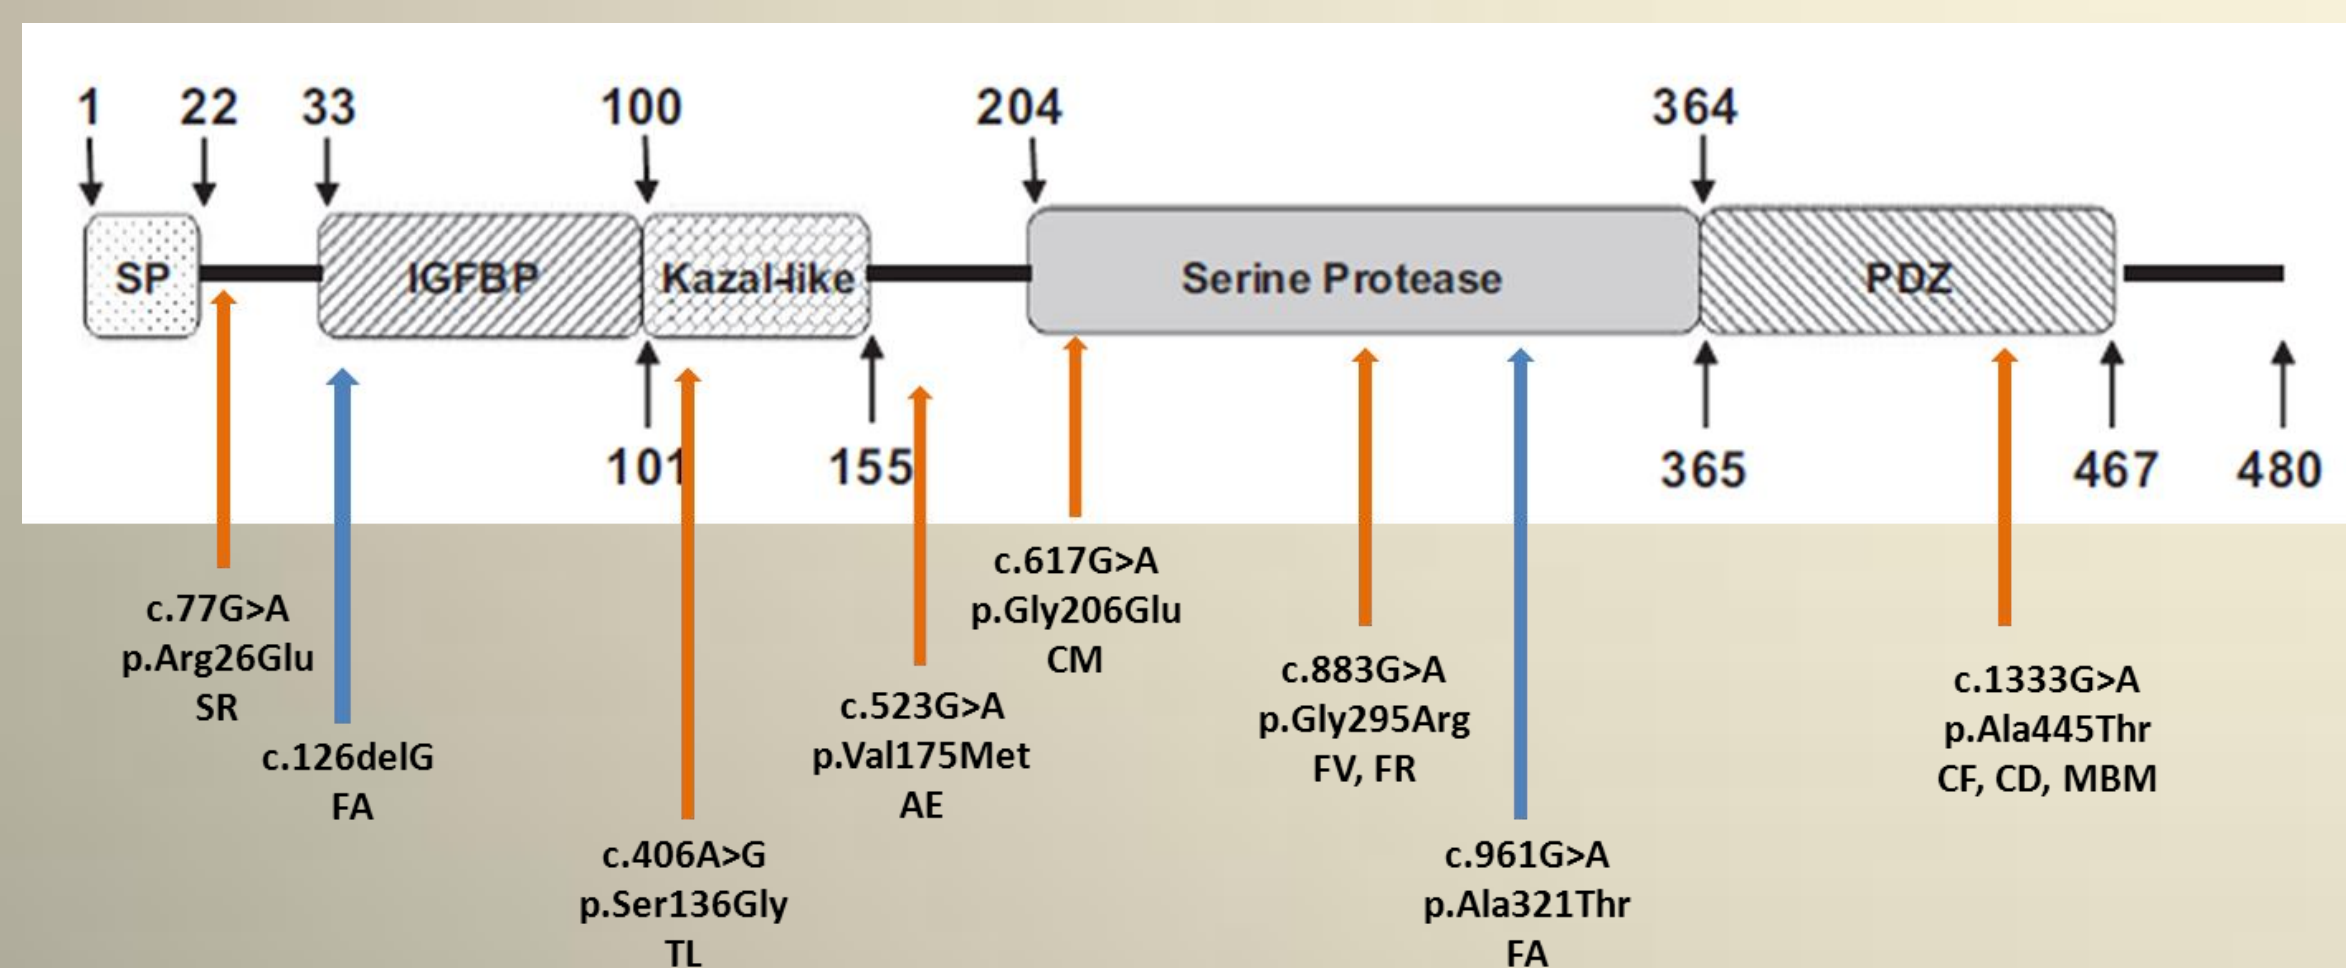 1 22 33 100 204 364
SP IGFBP Kazal-like Serine Protease PDZ
101 155 365 467 480
c.77G>A
p.Arg26Glu
SR
c.126delG
FA
c.406A>G
p.Ser136Gly
TL
c.523G>A
p.Val175Met
AE
c.617G>A
p.Gly206Glu
CM
c.883G>A
p.Gly295Arg
FV, FR
c.961G>A
p.Ala321Thr
FA
c.1333G>A
p.Ala445Thr
CF, CD, MBM